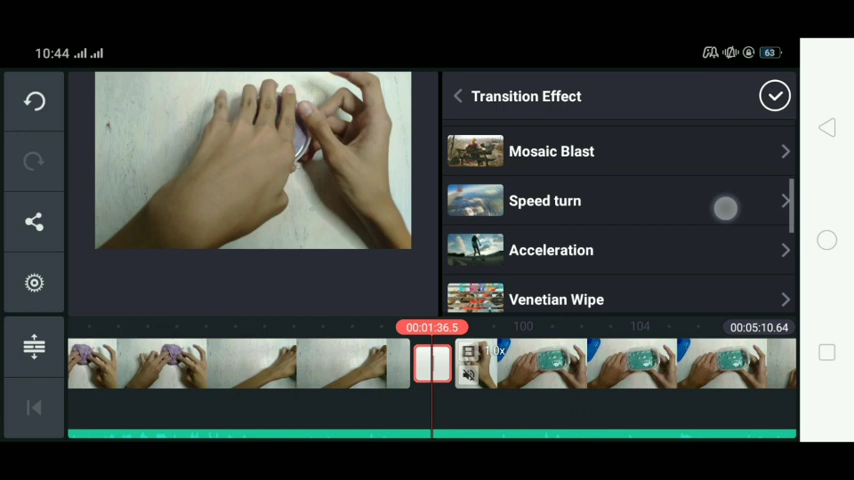 10:44
63
Transition Effect
Mosaic Blast
Speed turn
Acceleration
Venetian Wipe
00:01:36.5
100
104
00:05:10.64
1.0x